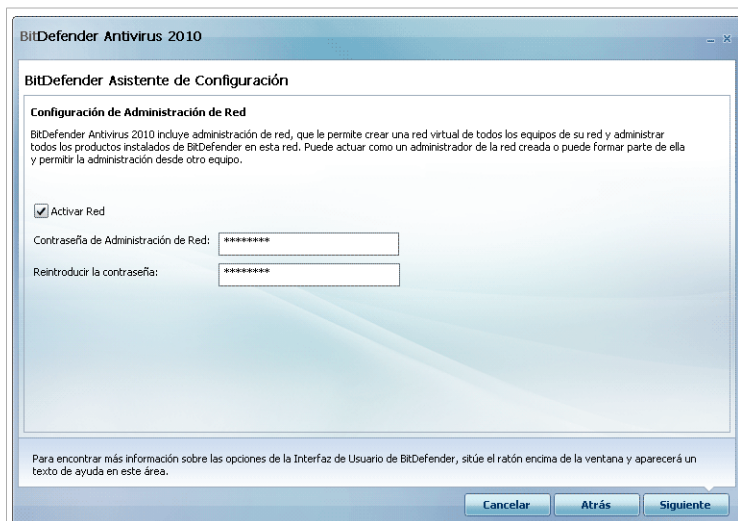 BitDefender Antivirus 2010
BitDefender Asistente de Configuración
Configuración de Administración de Red
BitDefender Antivirus 2010 incluye administración de red, que le permite crear una red virtual de todos los equipos de su red y administrar
todos los productos instalados de BitDefender en esta red. Puede actuar como un administrador de la red creada o puede formar parte de ella
y permitir la administración desde otro equipo.
Activar Red
Contraseña de Administración de Red: ********
Reintroducir la contraseña: ********
Para encontrar más información sobre las opciones de la Interfaz de Usuario de BitDefender, sitúe el ratón encima de la ventana y aparecerá un
texto de ayuda en este área.
Cancelar Atrás Siguiente